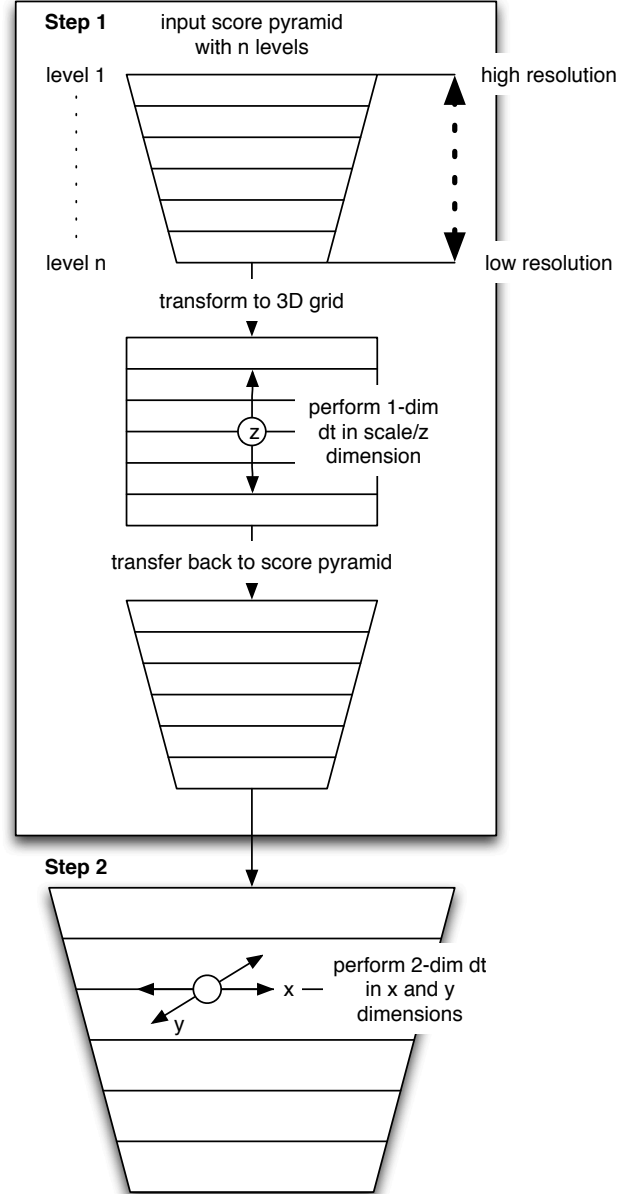 Step 1
input score pyramid
with n levels
level 1
high resolution
level n
low resolution
transform to 3D grid
z
perform 1-dim
dt in scale/z
dimension
transfer back to score pyramid
Step 2
x
y
perform 2-dim dt
in x and y
dimensions